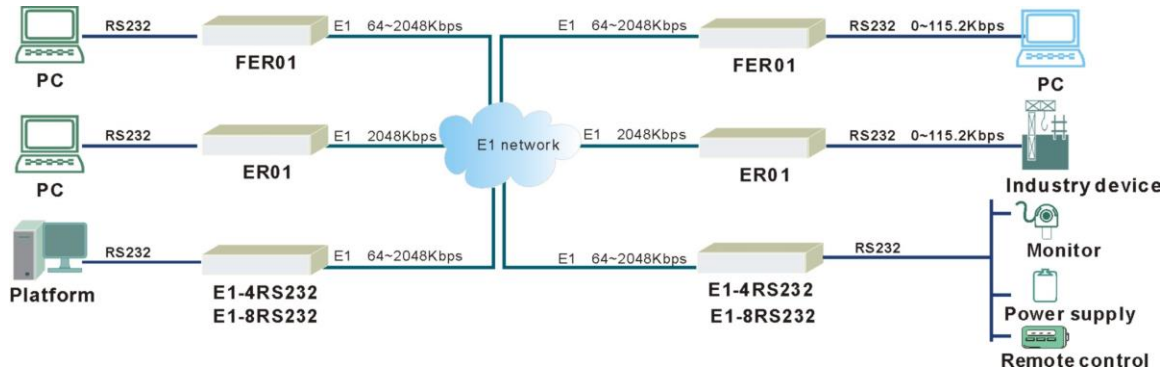 RS232 E1 64~2048Kbps E1 64~2048Kbps RS232 0~115.2Kbps
PC FER01 FER01 PC
RS232 E1 2048Kbps E1 network E1 2048Kbps RS232 0~115.2Kbps
PC ER01 ER01 Industry device
RS232 E1 64~2048Kbps E1 64~2048Kbps RS232
Monitor
Platform E1-4RS232 E1-4RS232
E1-8RS232 E1-8RS232 Power supply
Remote control